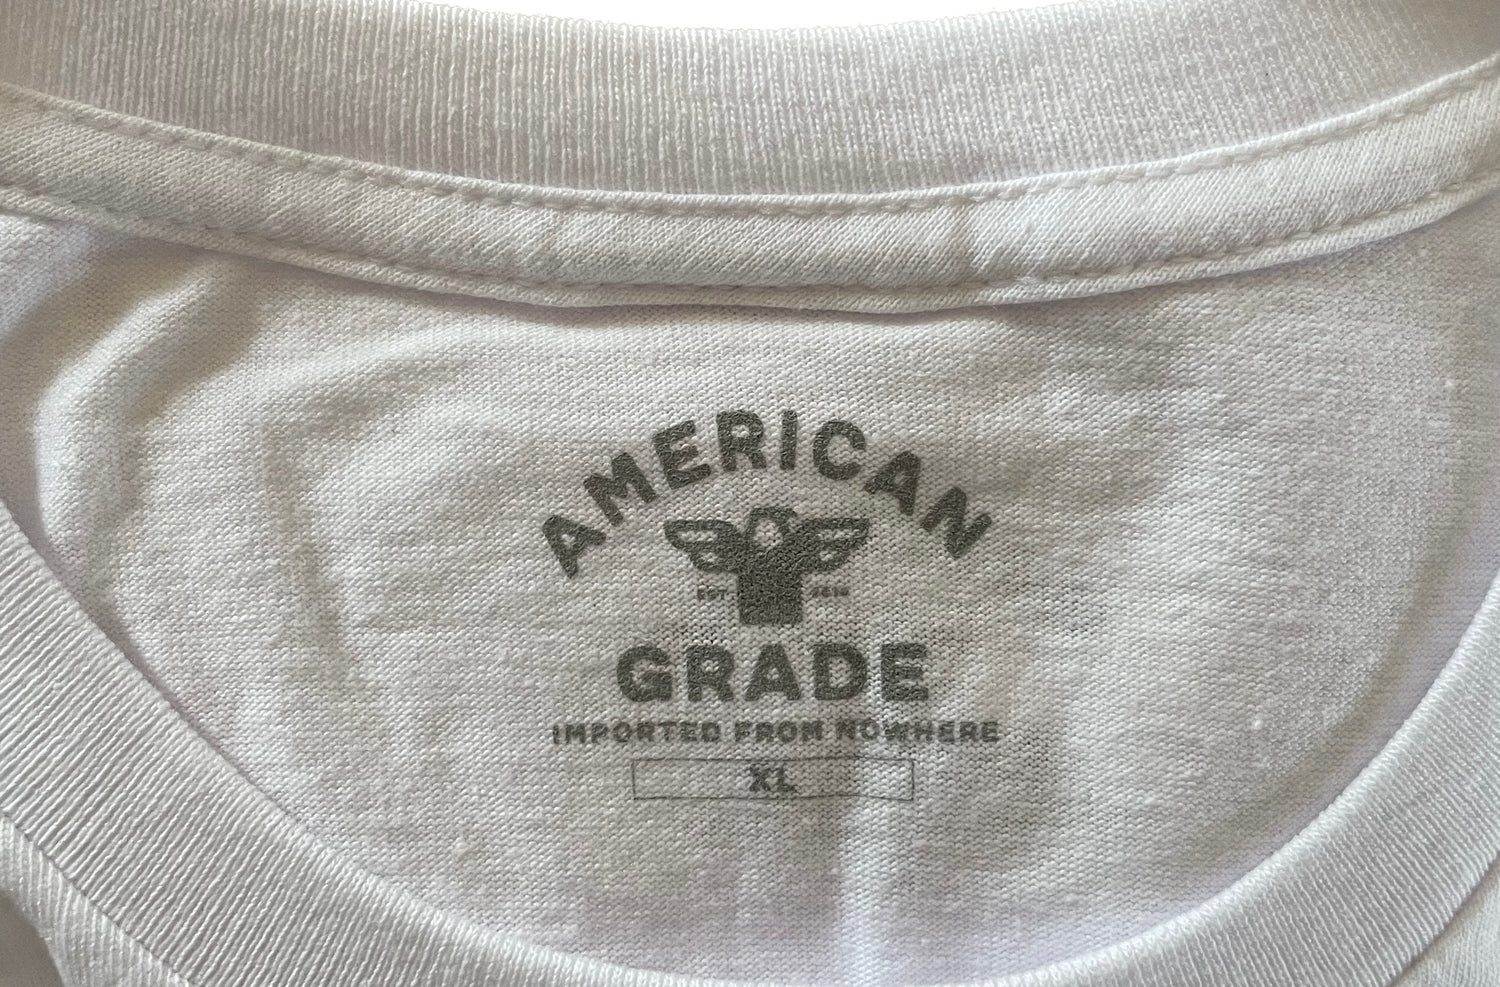 AMERICAN
EST
GRADE
IMPORTED FROM NOWHERE
XL